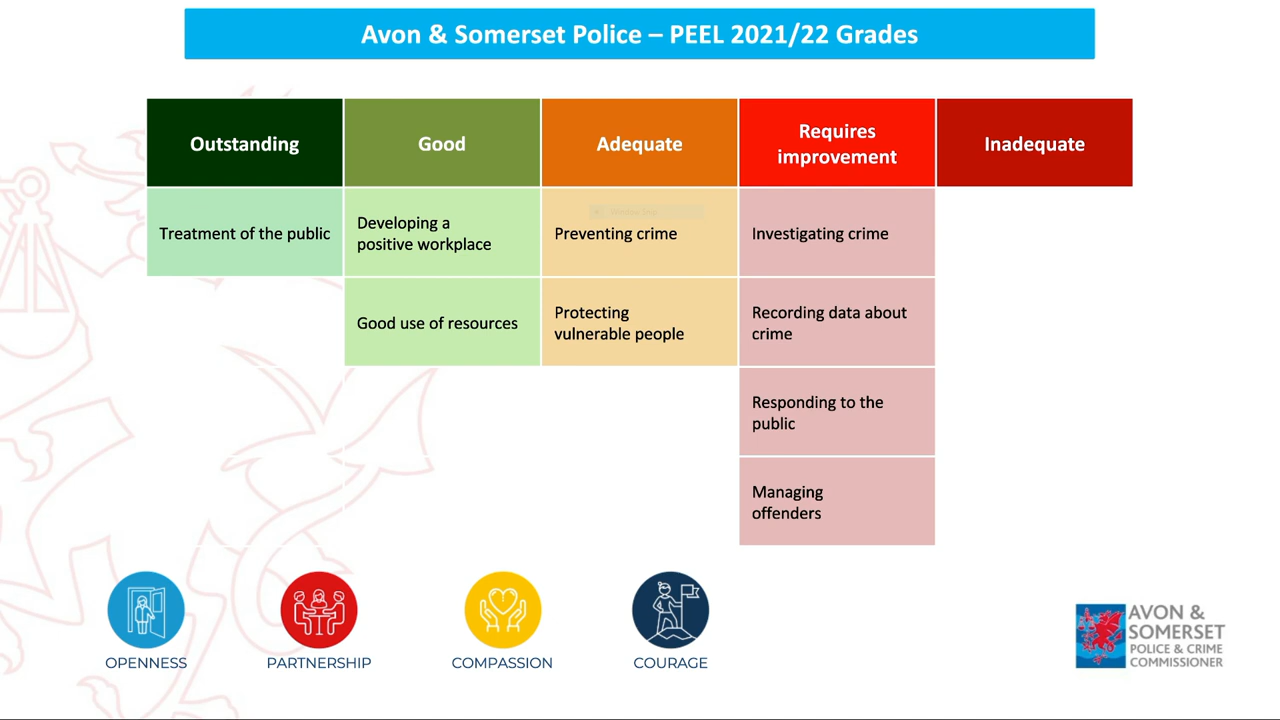 Avon & Somerset Police – PEEL 2021/22 Grades
Outstanding
Good
Adequate
Requires
improvement
Inadequate
Treatment of the public
Developing a
positive workplace
Preventing crime
Investigating crime
Good use of resources
Protecting
vulnerable people
Recording data about
crime
Responding to the
public
Managing
offenders
OPENNESS
PARTNERSHIP
COMPASSION
COURAGE
AVON &
SOMERSET
POLICE & CRIME
COMMISSIONER